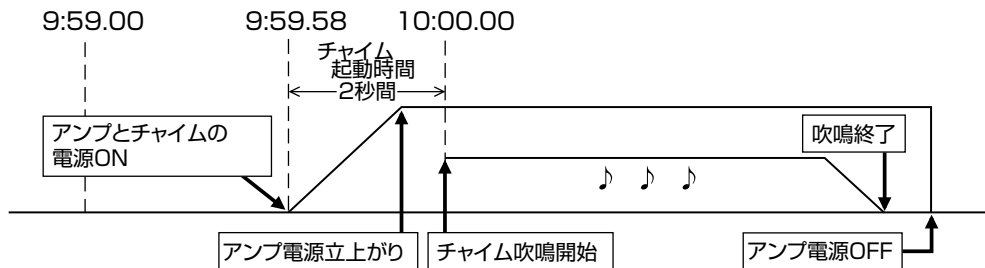 9:59.00 9:59.58 10:00.00
チャイム
起動時間
2秒間
アンプとチャイムの
電源ON
吹鳴終了
アンプ電源立上がり
チャイム吹鳴開始
アンプ電源OFF